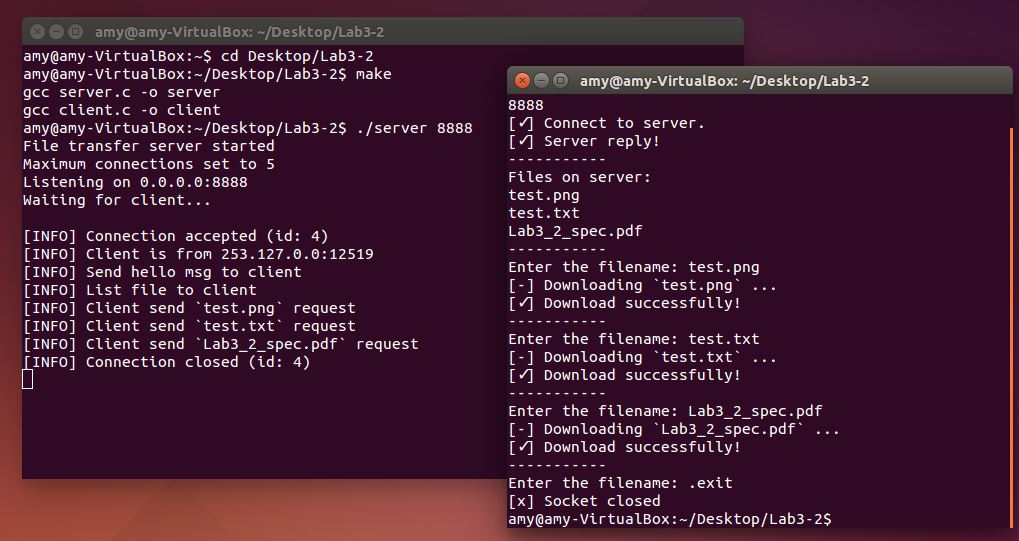 amy@amy-VirtualBox: ~/Desktop/Lab3-2
amy@amy-VirtualBox:~$ cd Desktop/Lab3-2
amy@amy-VirtualBox:~/Desktop/Lab3-2$ make
gcc server.c -o server
gcc client.c -o client
amy@amy-VirtualBox:~/Desktop/Lab3-2$ ./server 8888
File transfer server started
Maximum connections set to 5
Listening on 0.0.0.0:8888
Waiting for client...
[INFO] Connection accepted (id: 4)
[INFO] Client is from 253.127.0.0:12519
[INFO] Send hello msg to client
[INFO] List file to client
[INFO] Client send `test.png` request
[INFO] Client send `test.txt` request
[INFO] Client send `Lab3_2_spec.pdf` request
[INFO] Connection closed (id: 4)
amy@amy-VirtualBox: ~/Desktop/Lab3-2
8888
[✓] Connect to server.
[✓] Server reply!
-----------
Files on server:
test.png
test.txt
Lab3_2_spec.pdf
-----------
Enter the filename: test.png
[-] Downloading `test.png` ...
[✓] Download successfully!
-----------
Enter the filename: test.txt
[-] Downloading `test.txt` ...
[✓] Download successfully!
-----------
Enter the filename: Lab3_2_spec.pdf
[-] Downloading `Lab3_2_spec.pdf` ...
[✓] Download successfully!
-----------
Enter the filename: .exit
[x] Socket closed
amy@amy-VirtualBox:~/Desktop/Lab3-2$